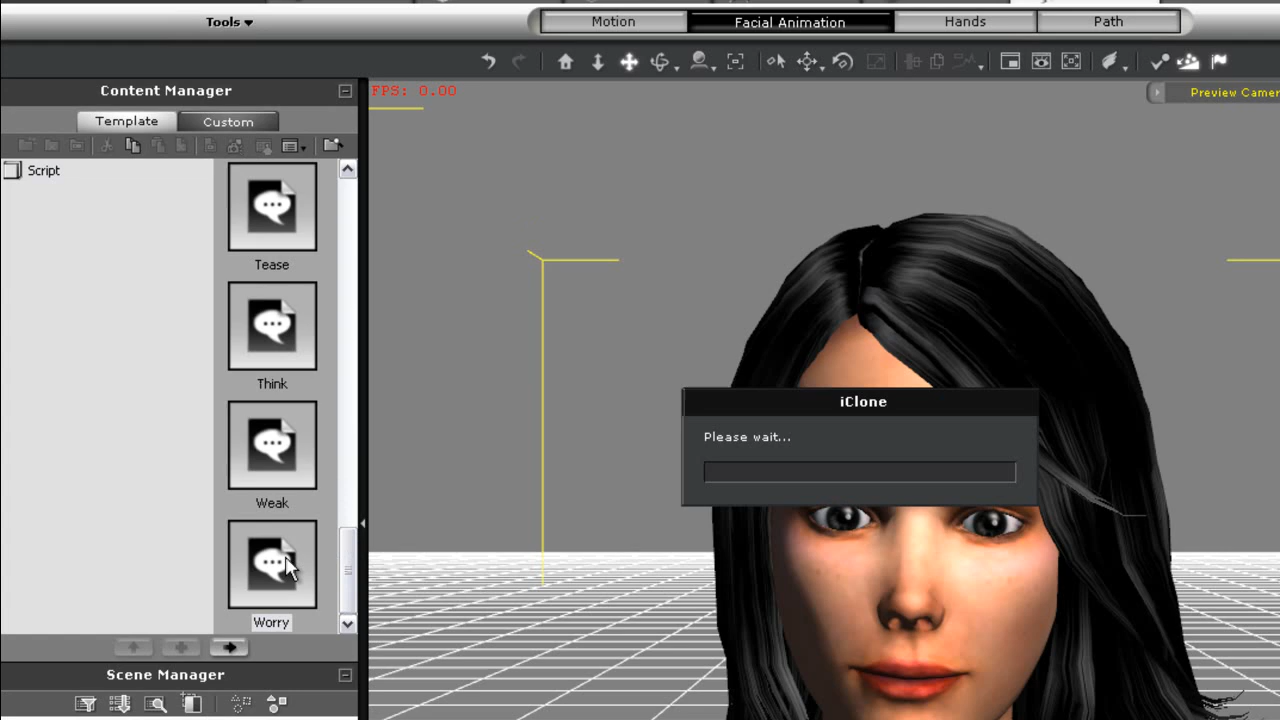 Tools
Motion
Facial Animation
Hands
Path
Content Manager
FPS: 0.00
Preview Camer
Template
Custom
Script
Tease
Think
Weak
Worry
iClone
Please wait...
Scene Manager